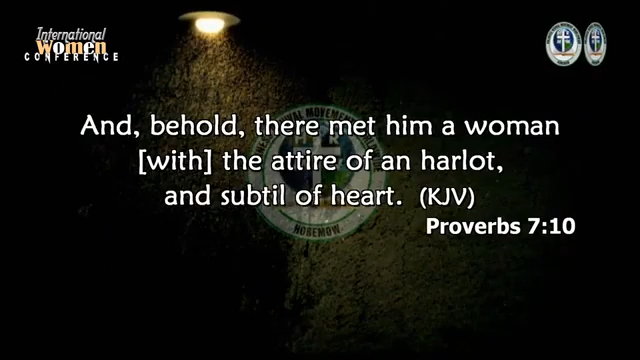 International
Women
CONFERENCE
And, behold, there met him a woman
[with] the attire of an harlot,
and subtil of heart. (KJV)
Proverbs 7:10
HOREMOW